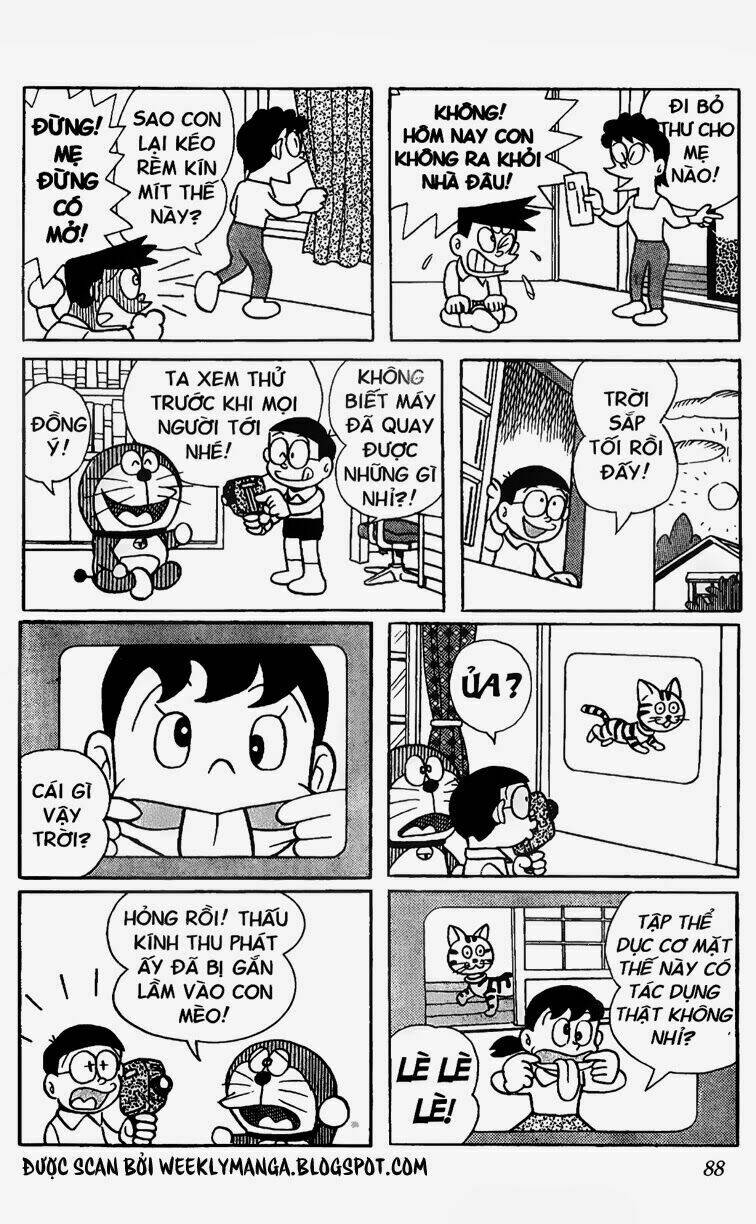 ĐI BỎ
THƯ CHO
MẸ
NÀO!
KHÔNG!
HÔM NAY CON
KHÔNG RA KHỎI
NHÀ ĐÂU!
SAO CON
LẠI KÉO
RÈM KÍN
MÍT THẾ
NÀY?
ĐỪNG!
MẸ
ĐỪNG
CÓ
MỞ!
TRỜI
SẮP
TỐI RỒI
ĐẤY!
KHÔNG
BIẾT MÁY
ĐÃ QUAY
ĐƯỢC
NHỮNG GÌ
NHỈ?!
TA XEM THỬ
TRƯỚC KHI MỌI
NGƯỜI TỚI
NHÉ!
ĐỒNG
Ý!
ỦA?
CÁI GÌ
VẬY
TRỜI?
TẬP THỂ
DỤC CƠ MẶT
THẾ NÀY CÓ
TÁC DỤNG
THẬT KHÔNG
NHỈ?
LÈ LÈ
LÈ!
HỎNG RỒI! THẤU
KÍNH THU PHÁT
ẤY ĐÃ BỊ GẮN
LẦM VÀO CON
MÈO!
ĐƯỢC SCAN BỞI WEEKLYMANGA.BLOGSPOT.COM
88